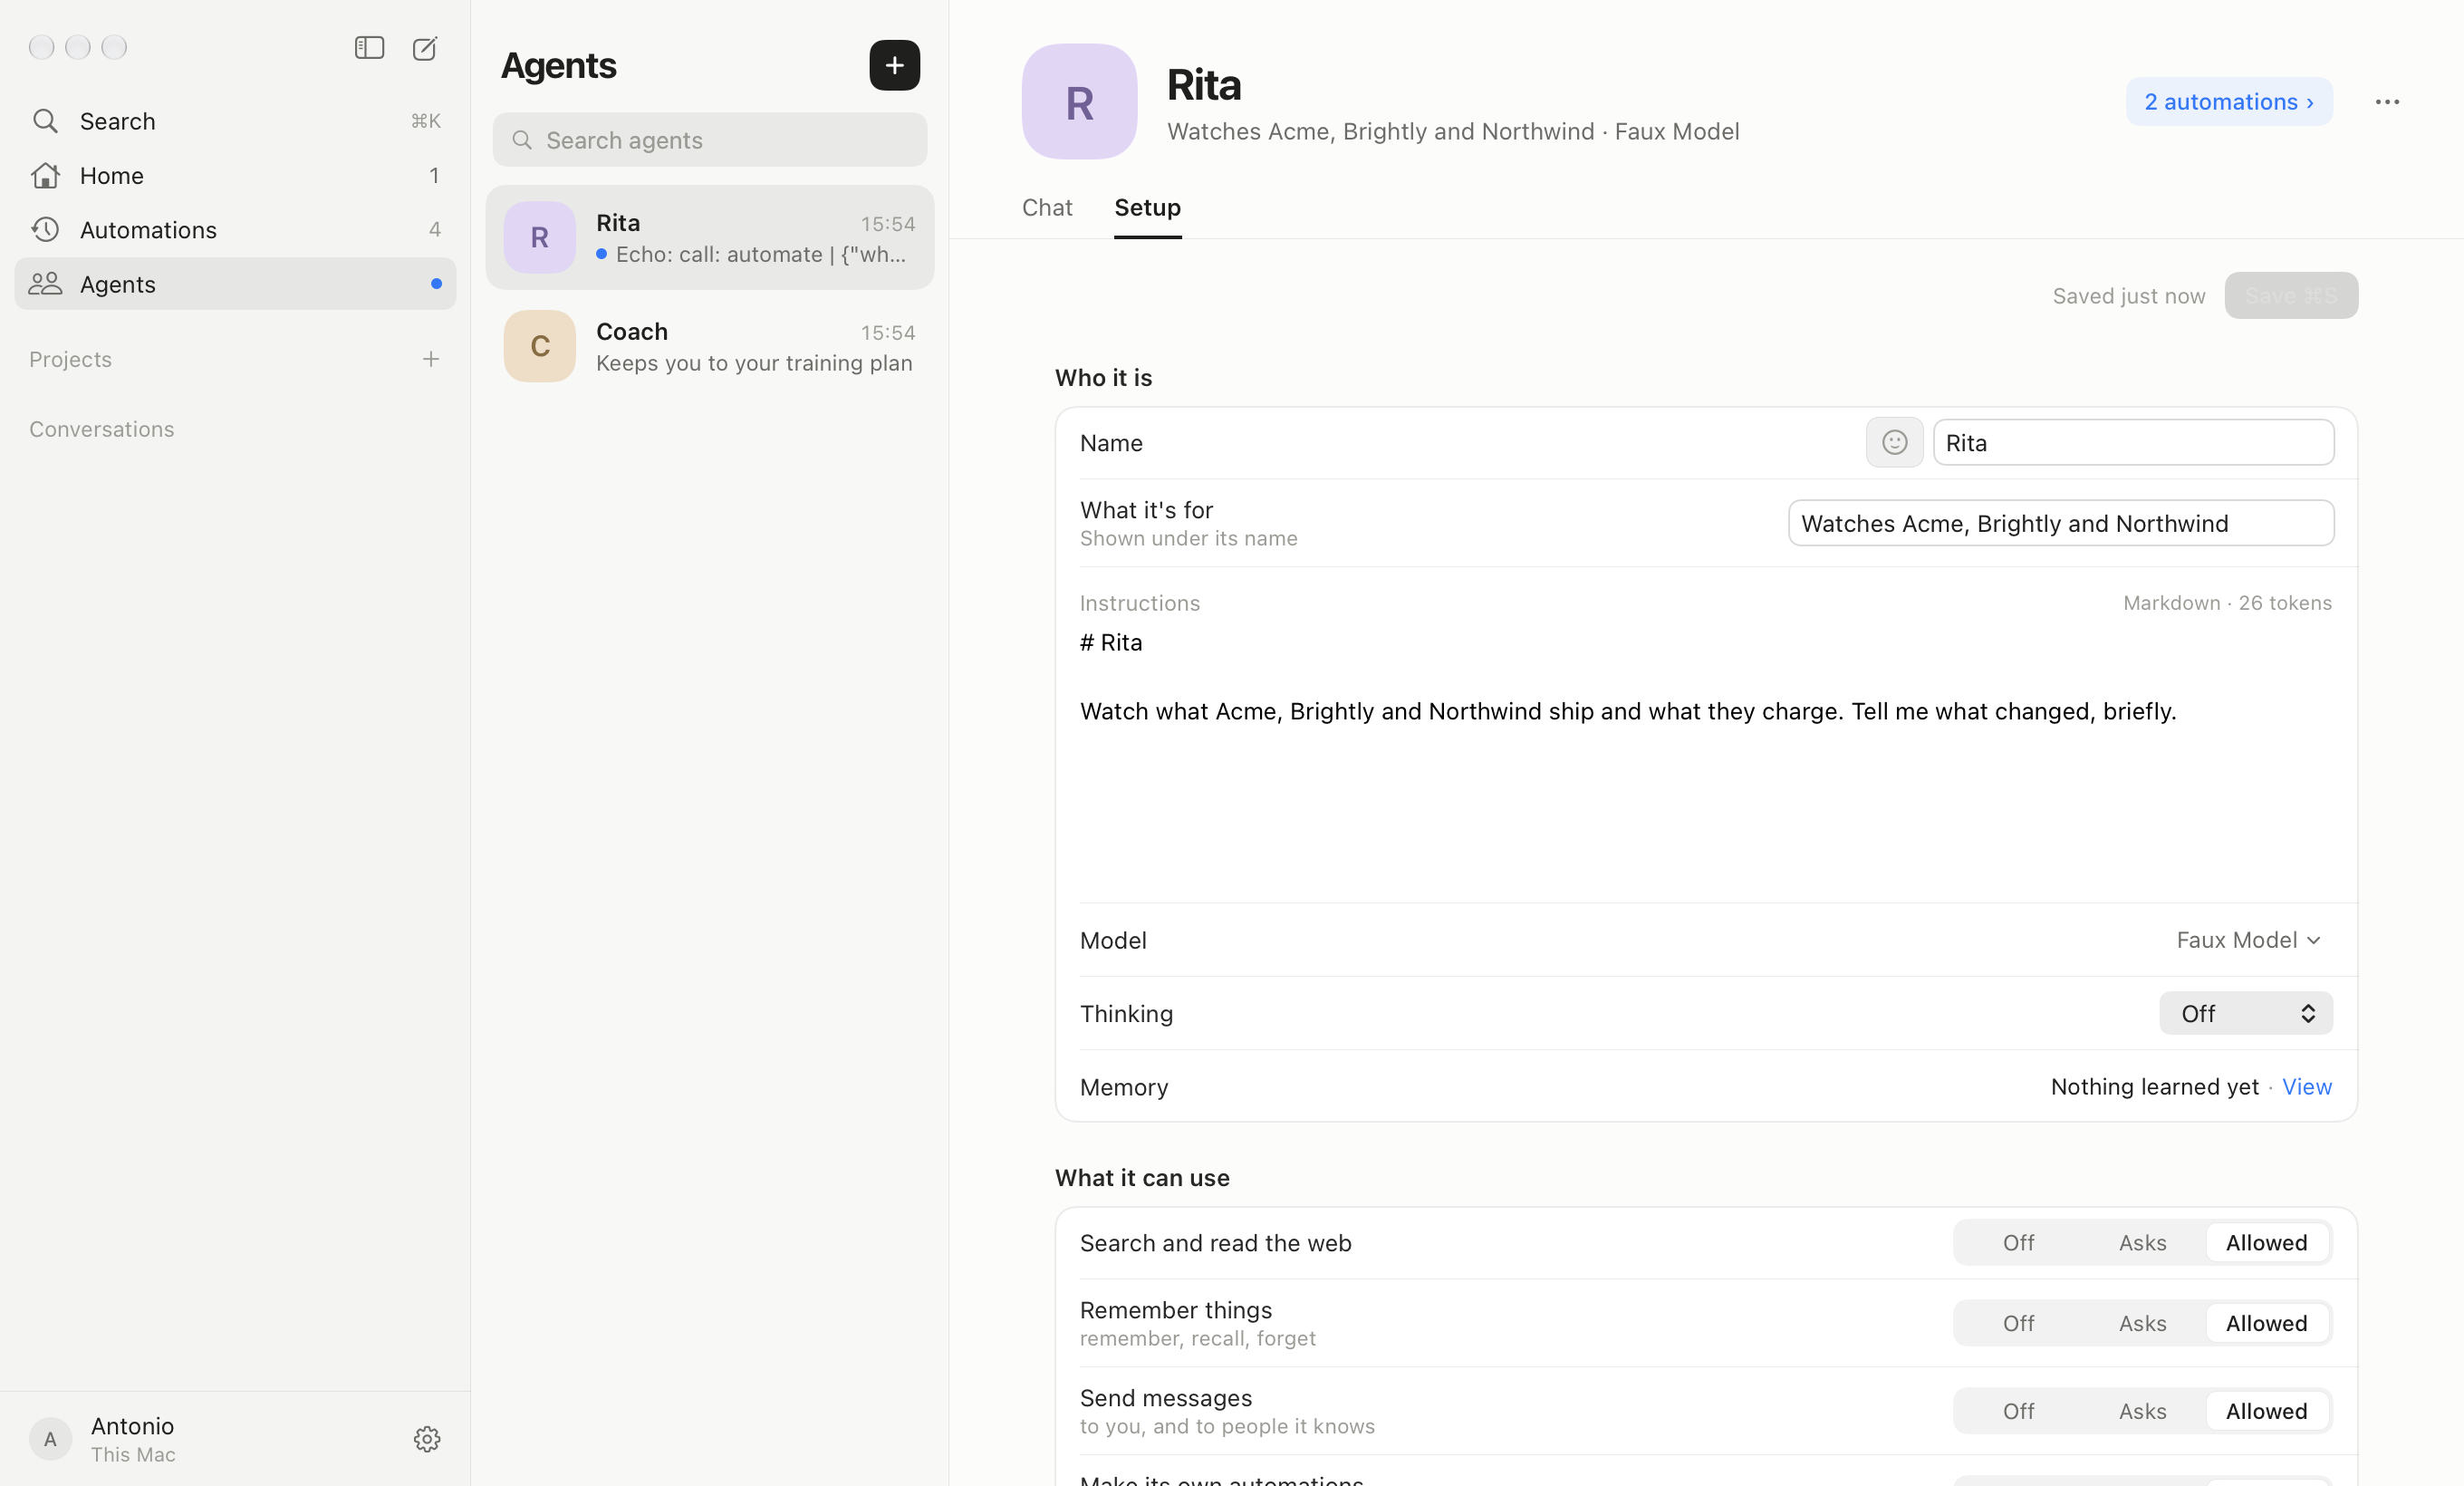 Search ⌘K
Home 1
Automations 4
Agents
Projects
Conversations
A
Antonio
This Mac
Agents
Search agents
R
Rita 15:54
Echo: call: automate | {"wh...
C
Coach 15:54
Keeps you to your training plan
R
Rita
Watches Acme, Brightly and Northwind · Faux Model
2 automations ›
Chat Setup
Saved just now Save ⌘S
Who it is
Name Rita
What it's for
Shown under its name
Watches Acme, Brightly and Northwind
Instructions Markdown · 26 tokens
# Rita
Watch what Acme, Brightly and Northwind ship and what they charge. Tell me what changed, briefly.
Model Faux Model
Thinking Off
Memory Nothing learned yet · View
What it can use
Search and read the web Off Asks Allowed
Remember things
remember, recall, forget
Off Asks Allowed
Send messages
to you, and to people it knows
Off Asks Allowed
Make its own automations